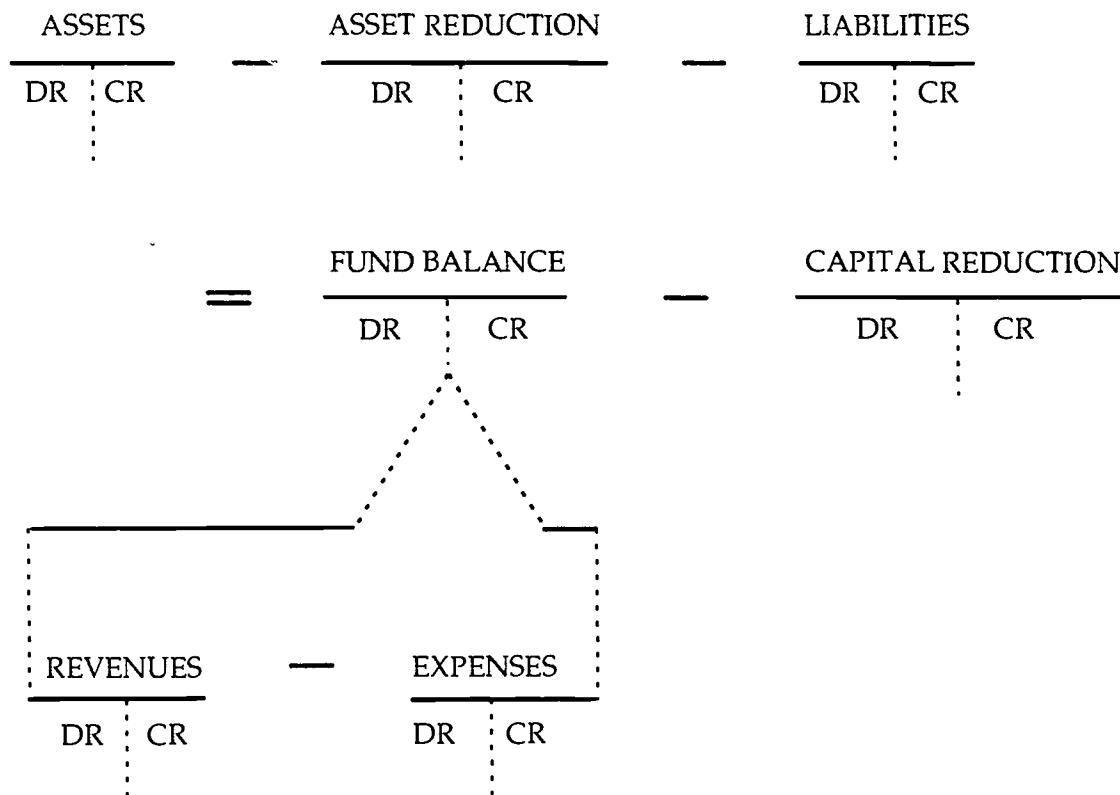 ASSETS ASSET REDUCTION LIABILITIES
— —
DR CR DR CR DR CR
FUND BALANCE CAPITAL REDUCTION
= —
DR CR DR CR
REVENUES — EXPENSES
DR CR DR CR